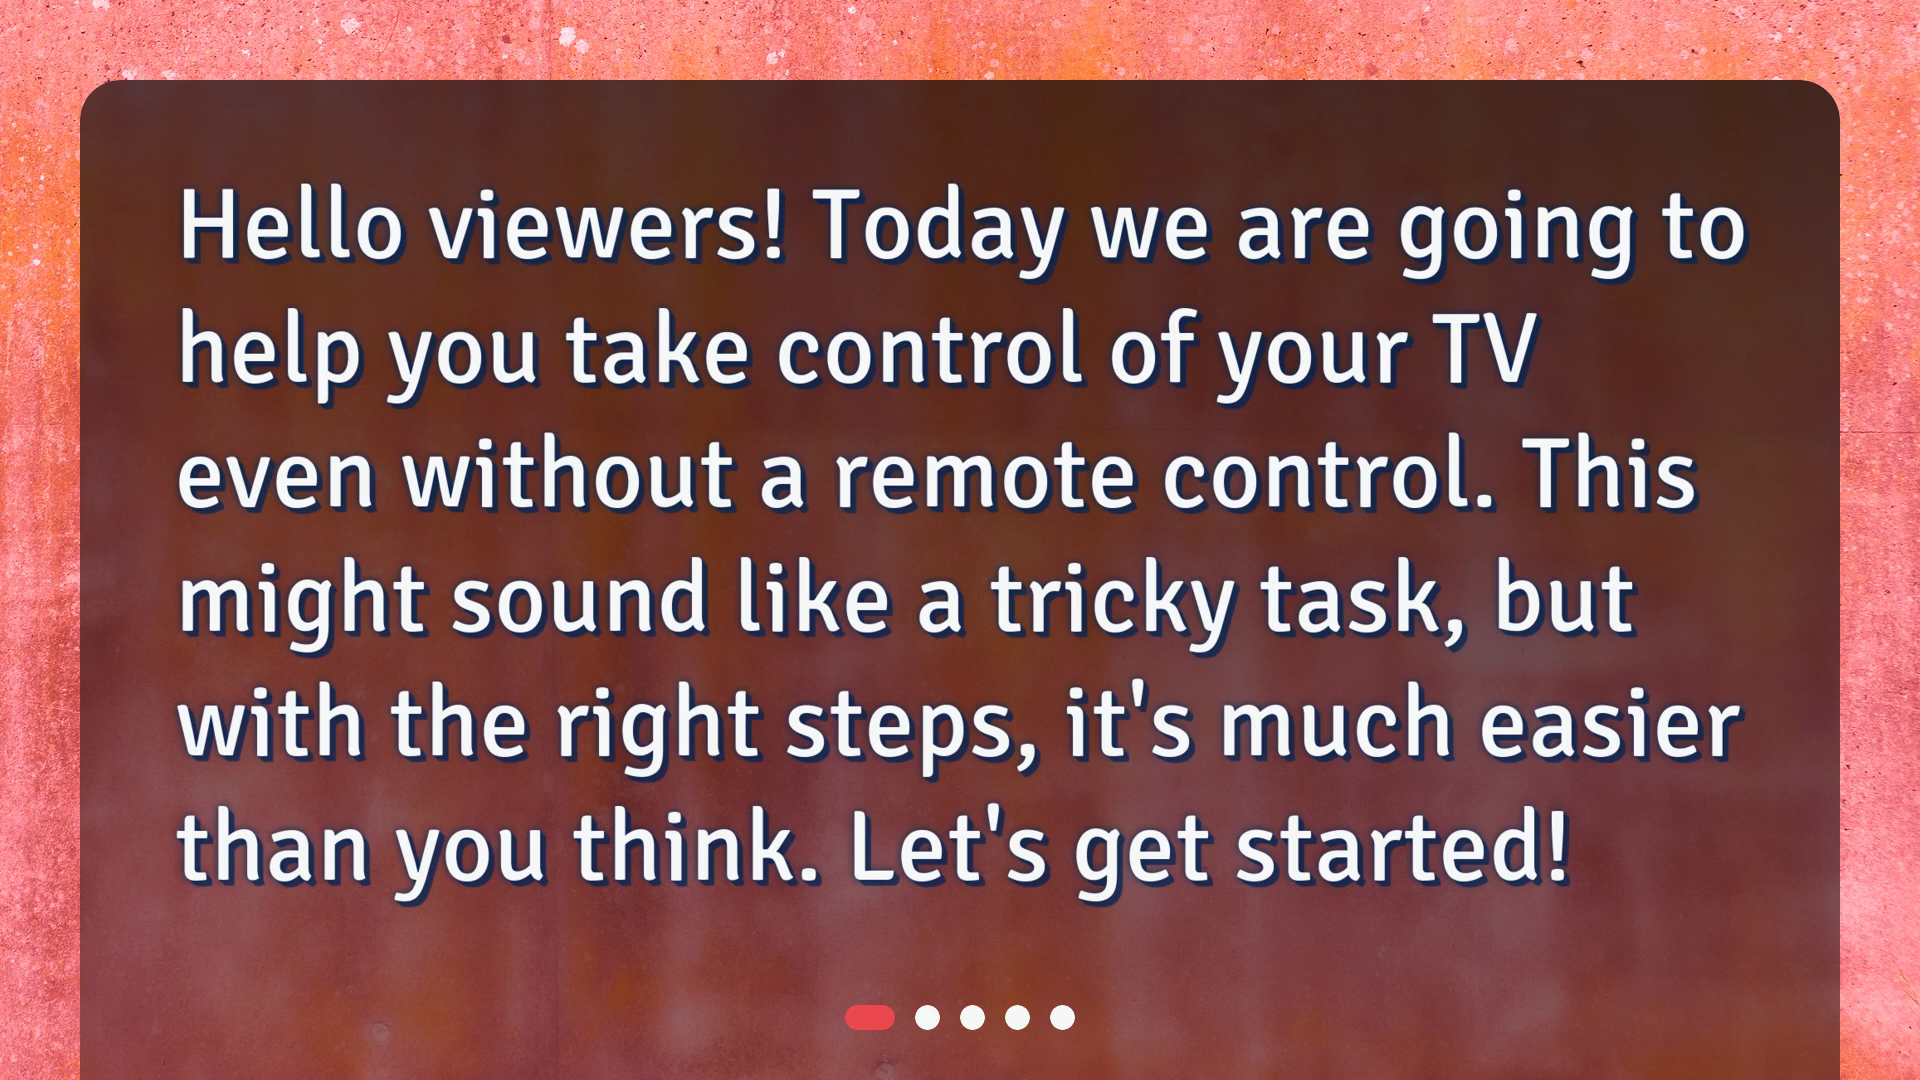 Hello viewers! Today we are going to
help you take control of your TV
even without a remote control. This
might sound like a tricky task, but
with the right steps, it's much easier
than you think. Let's get started!